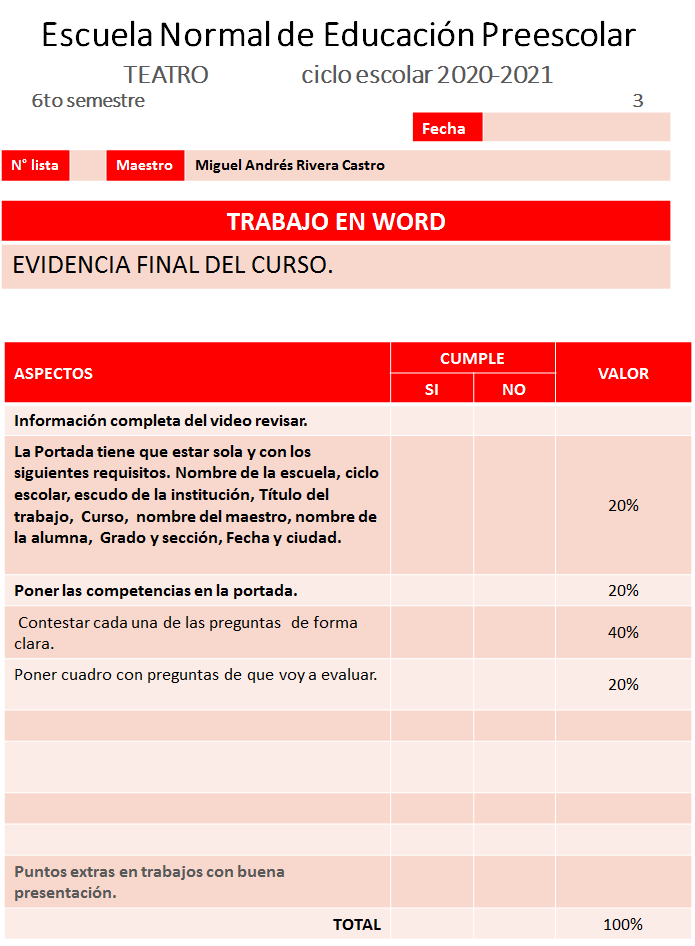 Escuela Normal de Educación Preescolar
TEATRO ciclo escolar 2020-2021
6to semestre 3
Fecha
N° lista Maestro Miguel Andrés Rivera Castro
TRABAJO EN WORD
EVIDENCIA FINAL DEL CURSO.
ASPECTOS CUMPLE VALOR
SI NO
Información completa del video revisar.
La Portada tiene que estar sola y con los
siguientes requisitos. Nombre de la escuela, ciclo
escolar, escudo de la institución, Título del
trabajo, Curso, nombre del maestro, nombre de
la alumna, Grado y sección, Fecha y ciudad.
20%
Poner las competencias en la portada. 20%
Contestar cada una de las preguntas de forma
clara.
40%
Poner cuadro con preguntas de que voy a evaluar.
20%
Puntos extras en trabajos con buena
presentación.
TOTAL 100%